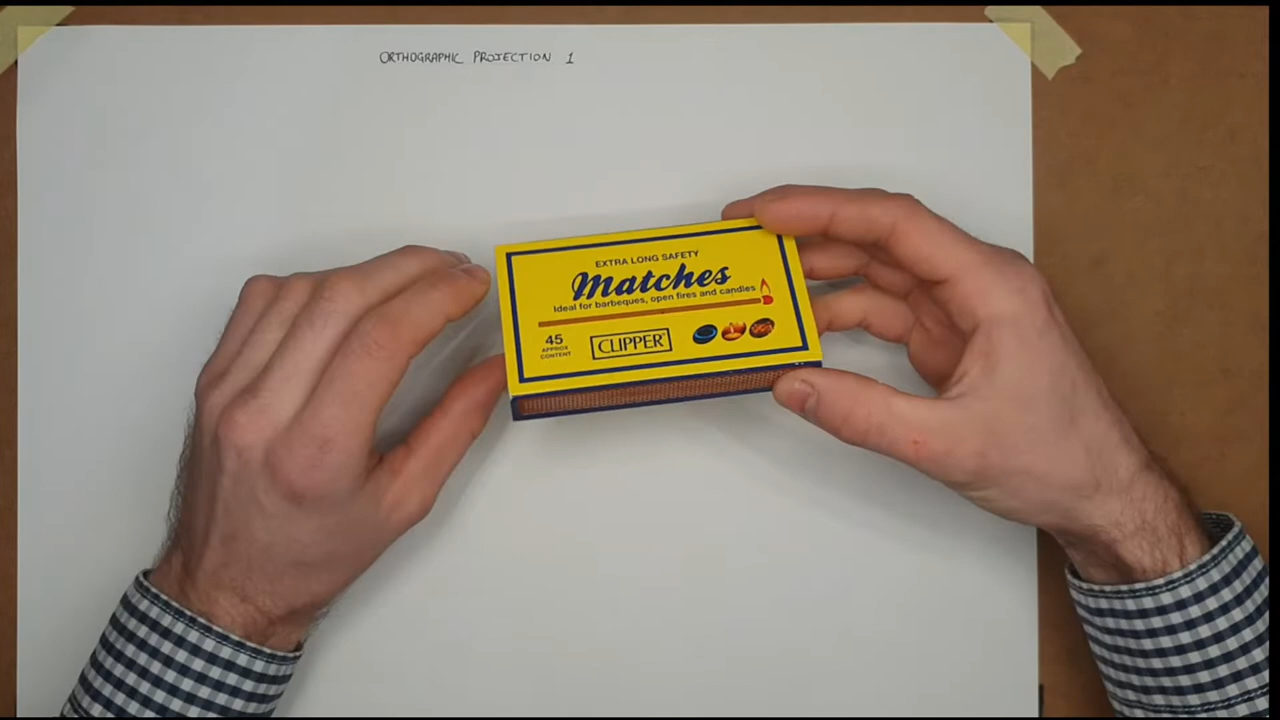 ORTHOGRAPHIC PROJECTION 1
EXTRA LONG SAFETY
Matches
Ideal for barbeques, open fires and candles
45
APPROX
CONTENT
CLIPPER